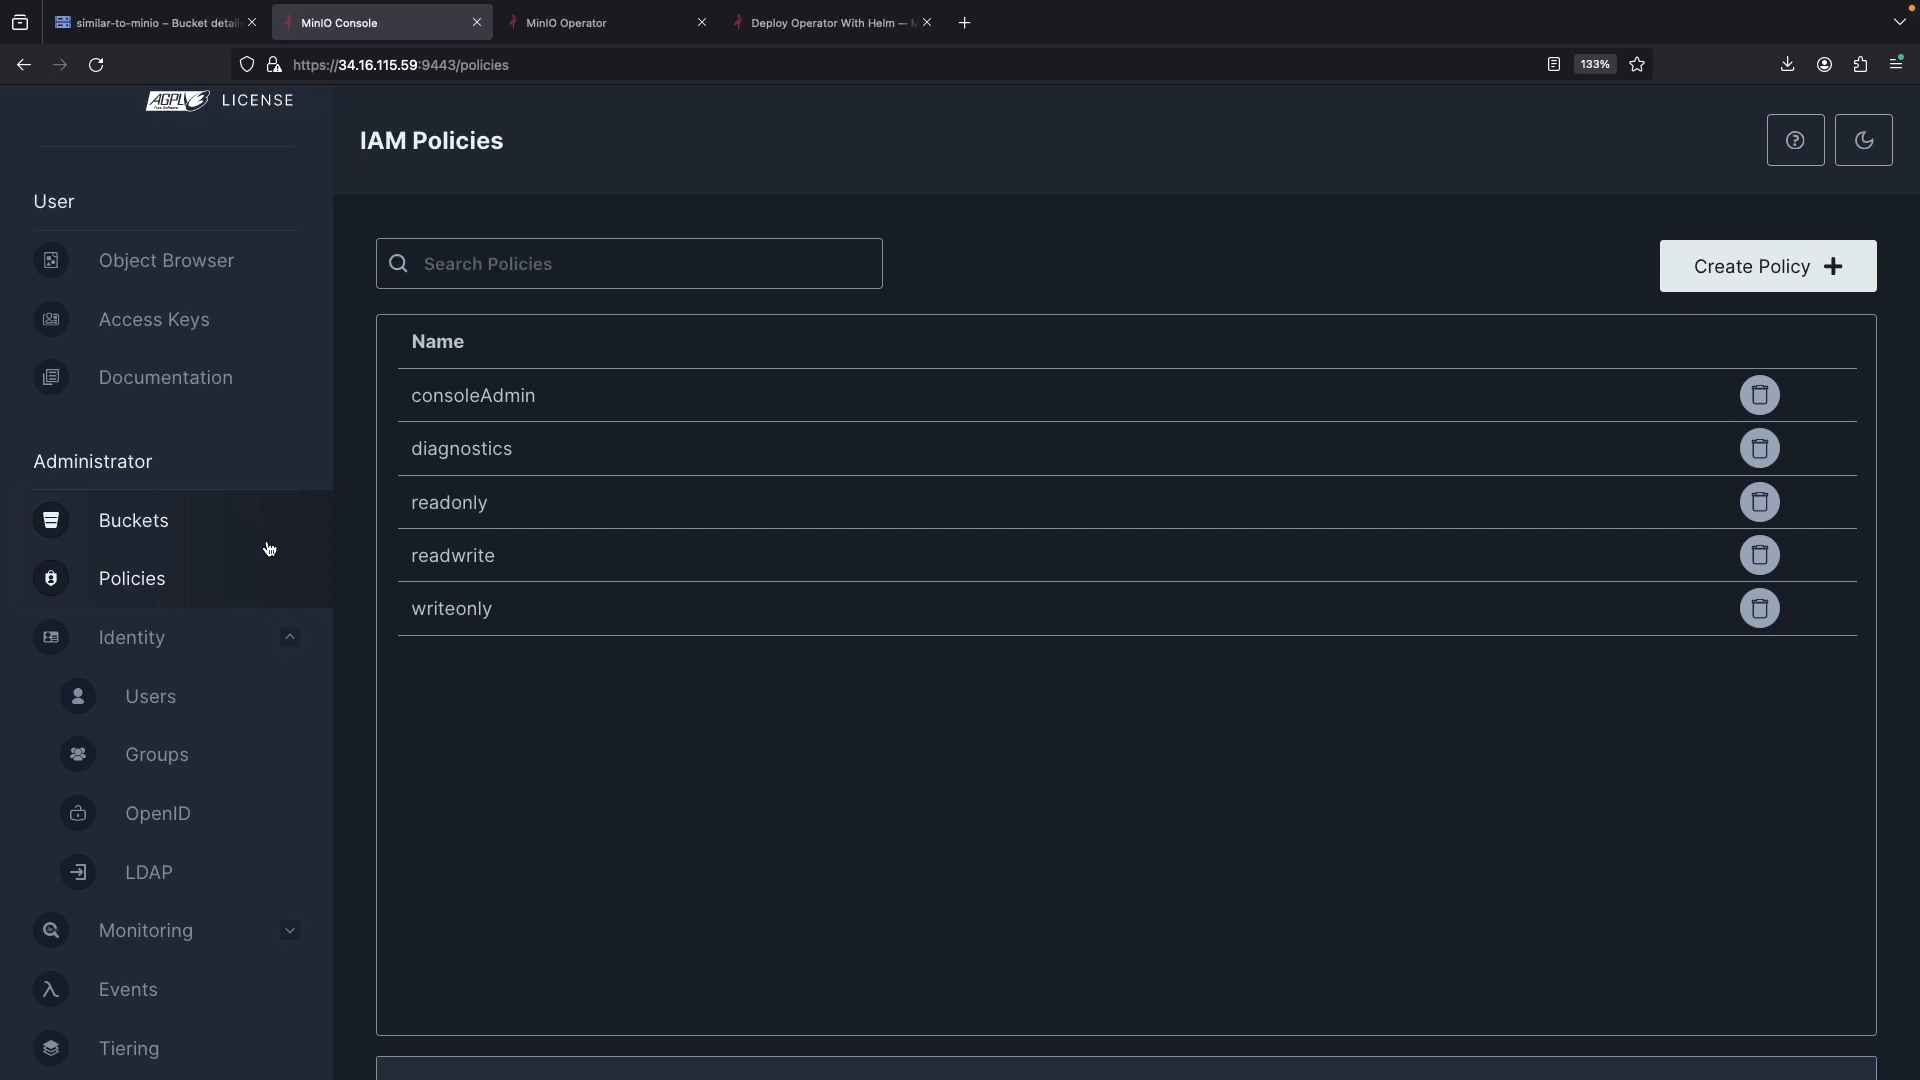 similar-to-minio – Bucket detail
MinIO Console
MinIO Operator
Deploy Operator With Helm —
https://34.16.115.59:9443/policies
133%
AGPLv3
LICENSE
IAM Policies
User
Object Browser
Access Keys
Documentation
Administrator
Buckets
Policies
Identity
Users
Groups
OpenID
LDAP
Monitoring
Events
Tiering
Search Policies
Create Policy
Name
consoleAdmin
diagnostics
readonly
readwrite
writeonly